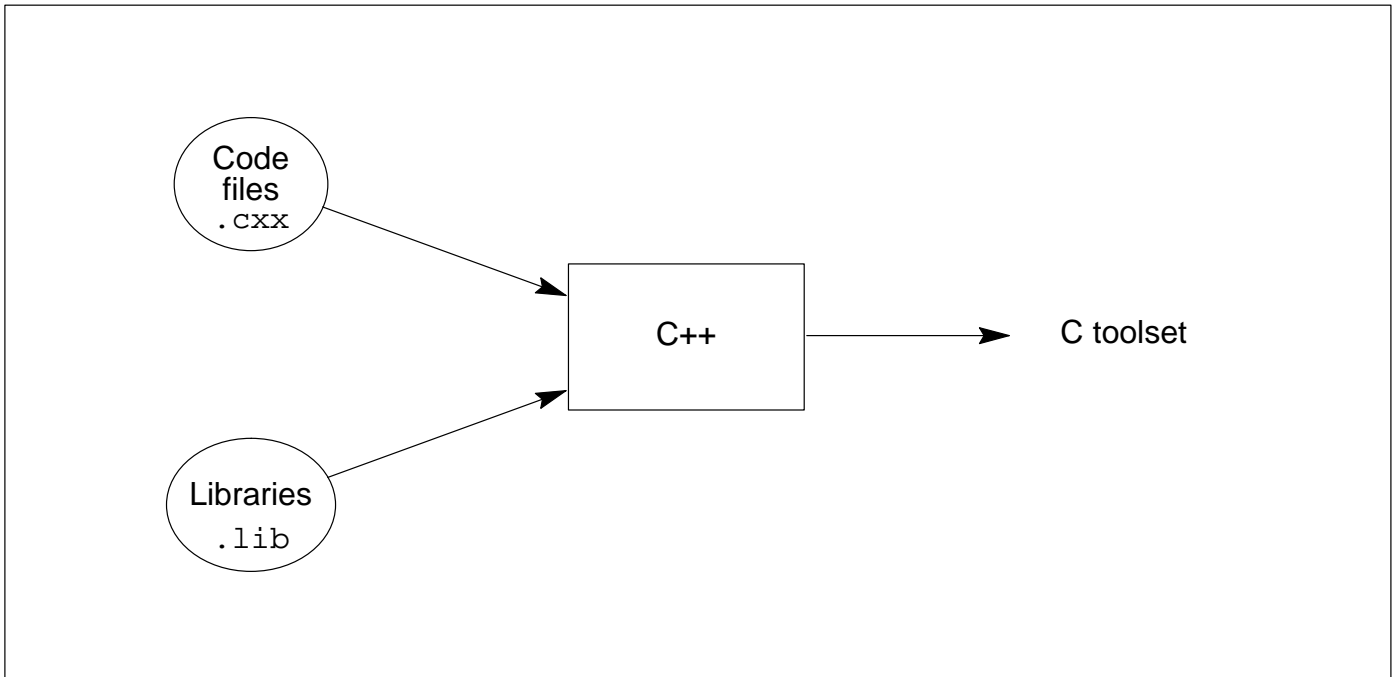 Code
files
.cxx
C++
C toolset
Libraries
.lib